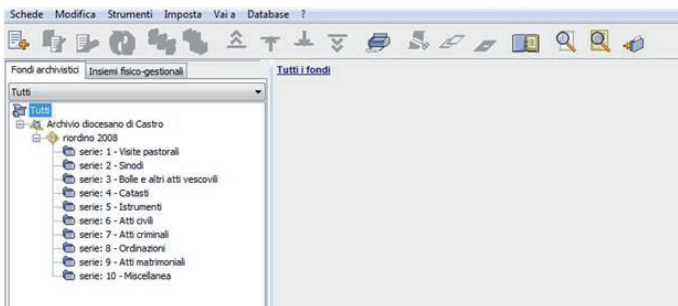 Schede Modifica Strumenti Imposta Vai a Database ?
Fondi archivistici Insiemi fisico-gestionali
Tutti i fondi
Tutti
Tutti
Archivio diocesano di Castro
riordino 2008
serie: 1 - Visite pastorali
serie: 2 - Sinodi
serie: 3 - Bolle e altri atti vescovili
serie: 4 - Catasti
serie: 5 - Istrumenti
serie: 6 - Atti civili
serie: 7 - Atti criminali
serie: 8 - Ordinazioni
serie: 9 - Atti matrimoniali
serie: 10 - Miscellanea